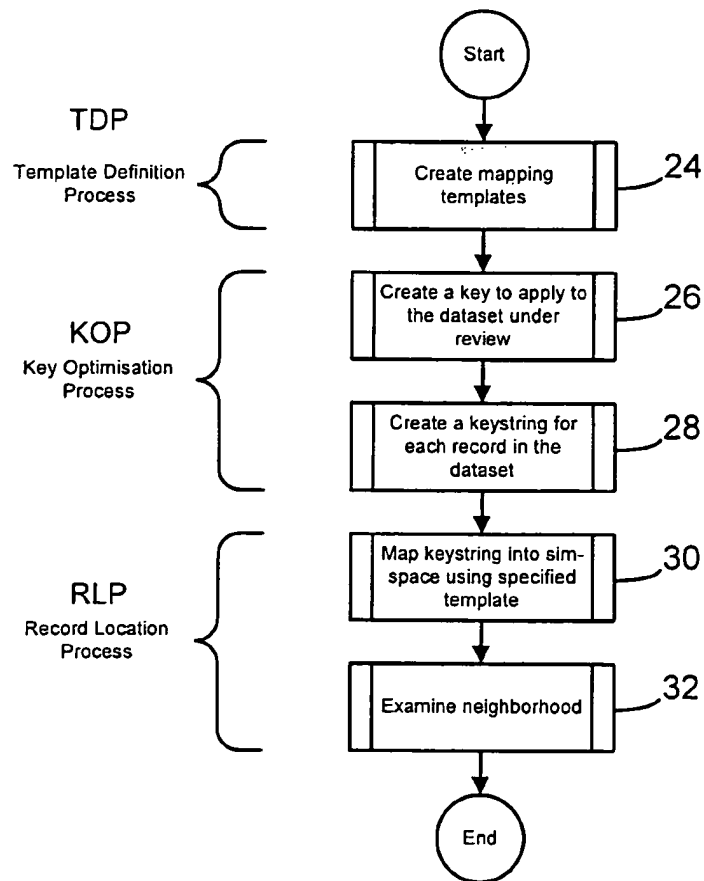 Start
TDP
Template Definition
Process
Create mapping
templates
24
KOP
Key Optimisation
Process
Create a key to apply to
the dataset under
review
26
Create a keystring for
each record in the
dataset
28
RLP
Record Location
Process
Map keystring into sim-
space using specified
template
30
Examine neighborhood
32
End